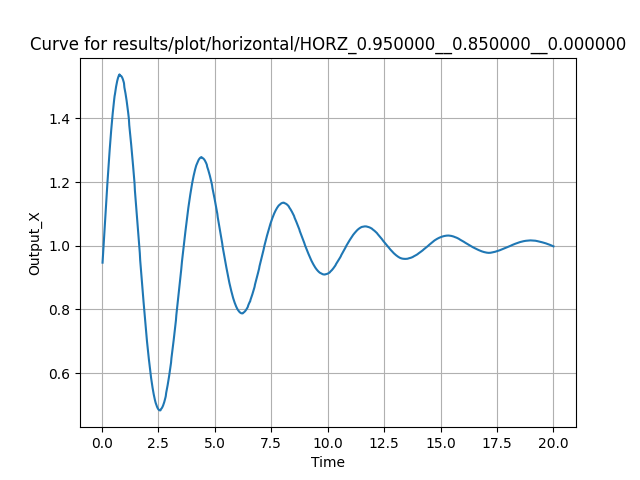 Curve for results/plot/horizontal/HORZ_0.950000__0.850000__0.000000
1.4
1.2
1.0
0.8
0.6
Output_X
0.0 2.5 5.0 7.5 10.0 12.5 15.0 17.5 20.0
Time